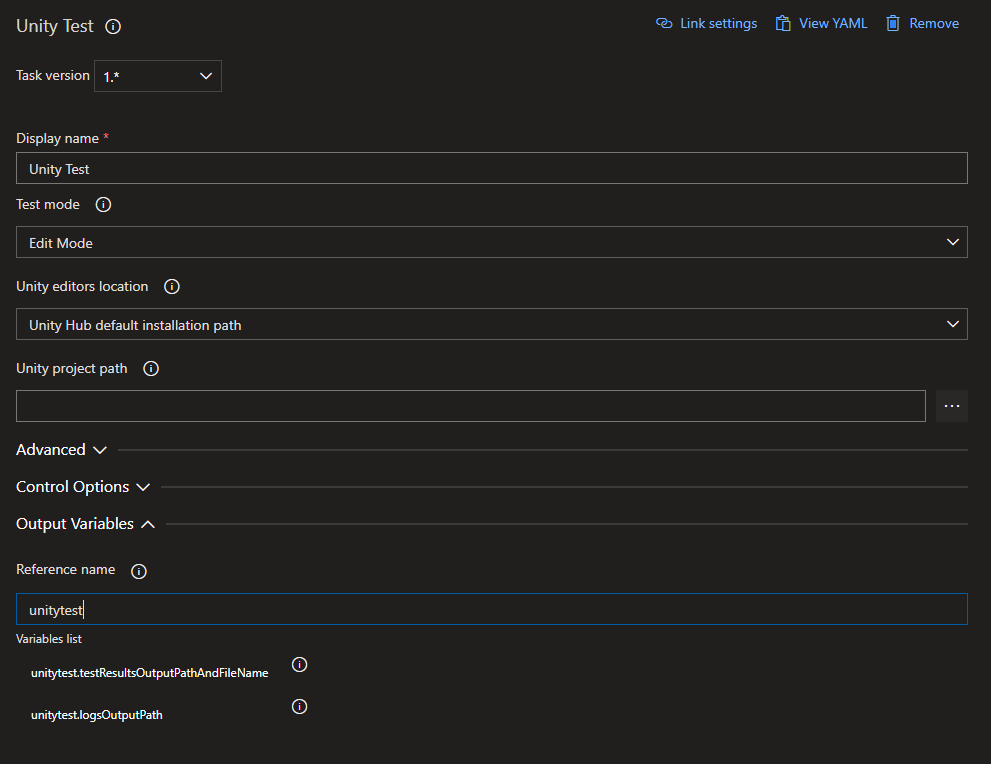 Unity Test
Link settings
View YAML
Remove
Task version
1.*
Display name *
Unity Test
Test mode
Edit Mode
Unity editors location
Unity Hub default installation path
Unity project path
...
Advanced
Control Options
Output Variables
Reference name
unitytest
Variables list
unitytest.testResultsOutputPathAndFileName
unitytest.logsOutputPath